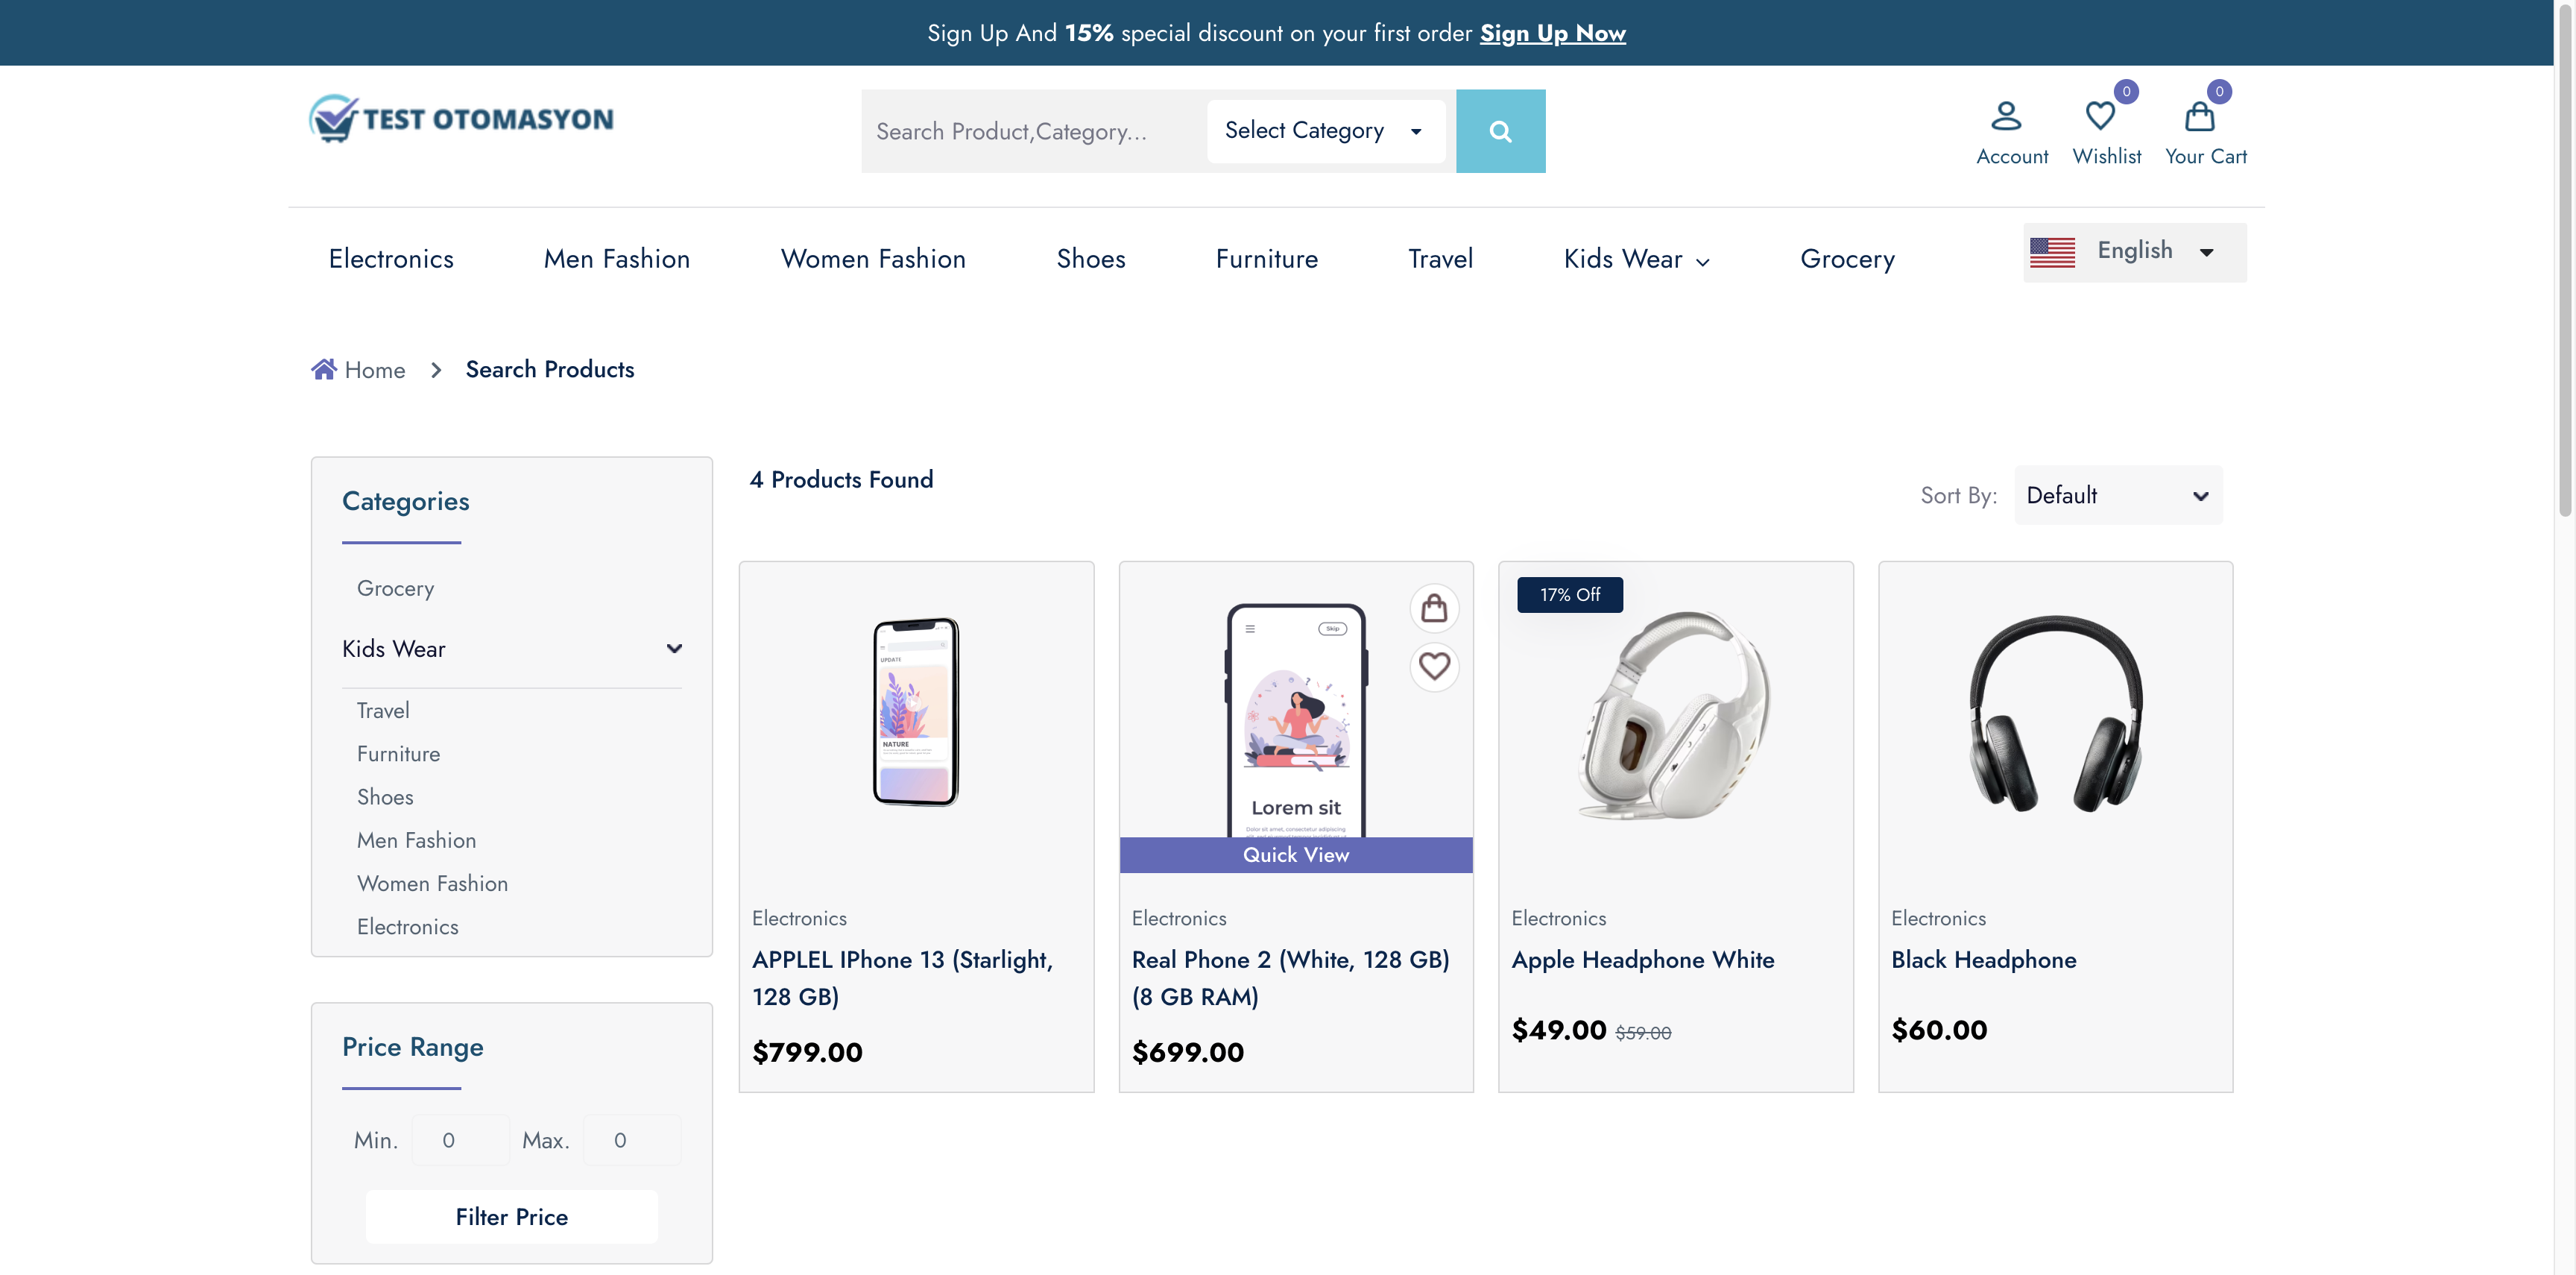 Sign Up And 15% special discount on your first order Sign Up Now
TEST OTOMASYON
Search Product,Category...
Select Category
0
0
Account
Wishlist
Your Cart
Electronics
Men Fashion
Women Fashion
Shoes
Furniture
Travel
Kids Wear
Grocery
English
Home
Search Products
Categories
Grocery
Kids Wear
Travel
Furniture
Shoes
Men Fashion
Women Fashion
Electronics
Price Range
Min. 0 Max. 0
Filter Price
4 Products Found
Sort By: Default
UPDATE
NATURE
Electronics
APPLEL IPhone 13 (Starlight,
128 GB)
$799.00
Skip
Lorem sit
Dolor sit amet, consectetur adipiscing
Quick View
Electronics
Real Phone 2 (White, 128 GB)
(8 GB RAM)
$699.00
17% Off
Electronics
Apple Headphone White
$49.00 $59.00
Electronics
Black Headphone
$60.00